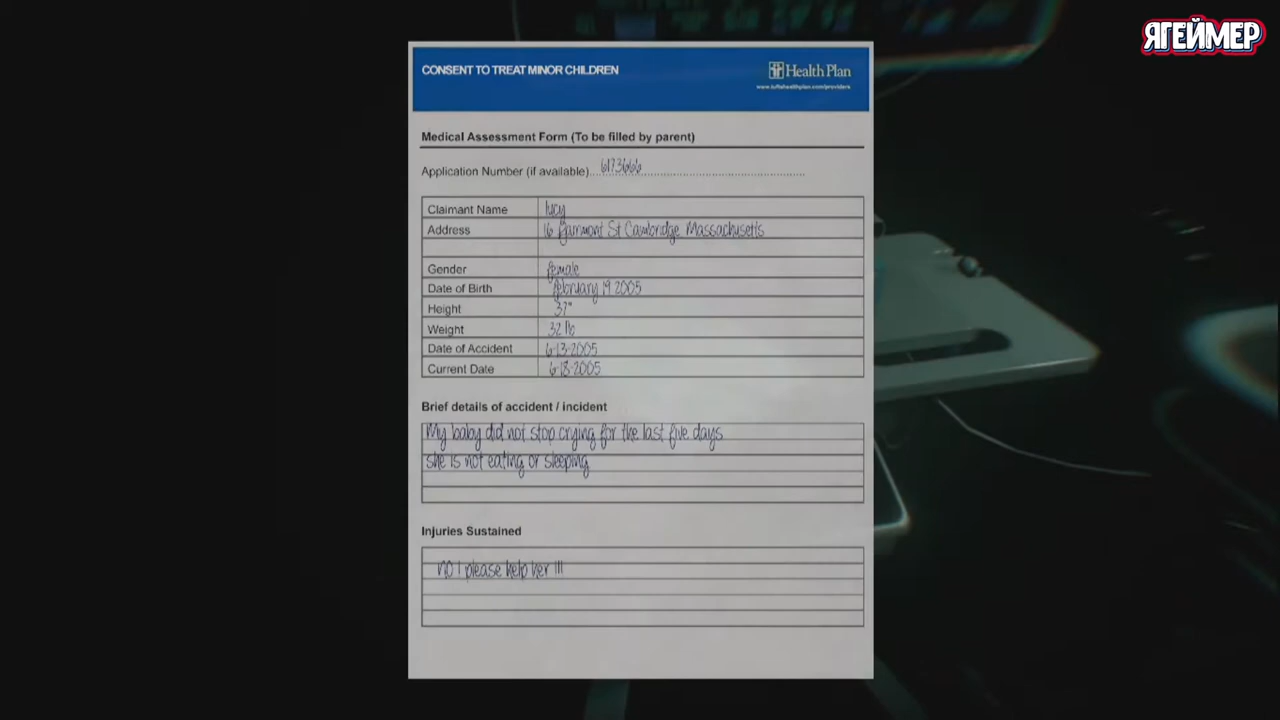 ЯГЕЙМЕР
CONSENT TO TREAT MINOR CHILDREN
Health Plan
www.tuftshealthplan.com/providers
Medical Assessment Form (To be filled by parent)
Application Number (if available) 6173666
Claimant Name lucy
Address 16 St Cambridge Massachusetts
Gender female
Date of Birth february 19 2005
Height 37"
Weight 32 lb
Date of Accident 6-13-2005
Current Date 6-18-2005
Brief details of accident / incident
My baby did not stop crying for the last five days
she is not eating or sleeping
Injuries Sustained
no ! please help her !!!